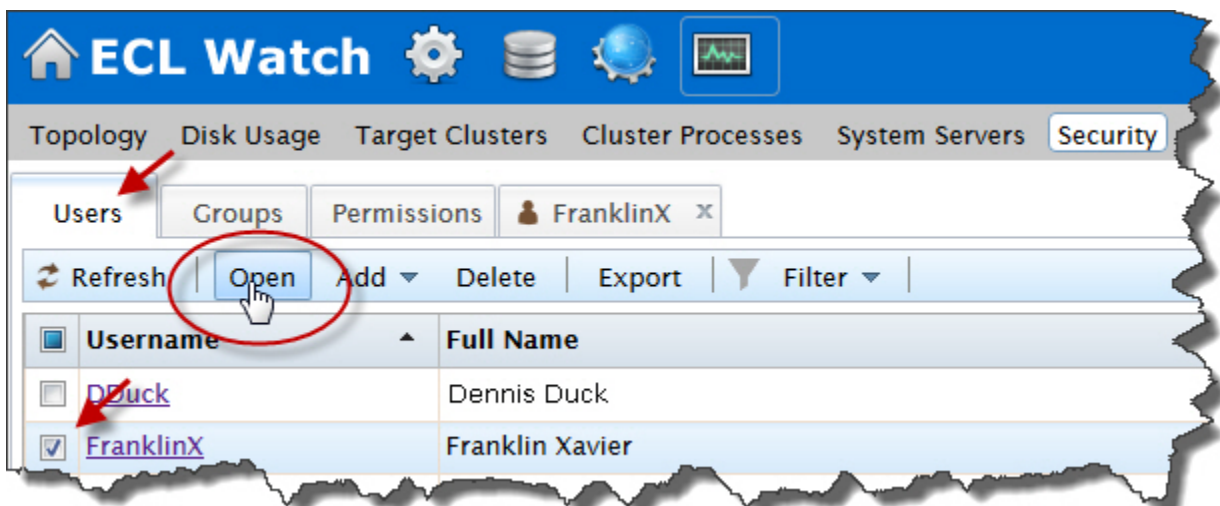 ECL Watch
Topology Disk Usage Target Clusters Cluster Processes System Servers Security
Users Groups Permissions FranklinX x
Refresh Open Add Delete Export Filter
Username Full Name
DDuck Dennis Duck
FranklinX Franklin Xavier